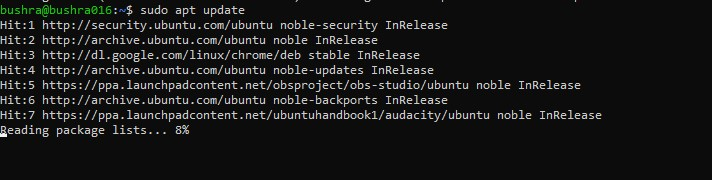 bushra@bushra016:~$ sudo apt update
Hit:1 http://security.ubuntu.com/ubuntu noble-security InRelease
Hit:2 http://archive.ubuntu.com/ubuntu noble InRelease
Hit:3 http://dl.google.com/linux/chrome/deb stable InRelease
Hit:4 http://archive.ubuntu.com/ubuntu noble-updates InRelease
Hit:5 https://ppa.launchpadcontent.net/obsproject/obs-studio/ubuntu noble InRelease
Hit:6 http://archive.ubuntu.com/ubuntu noble-backports InRelease
Hit:7 https://ppa.launchpadcontent.net/ubuntuhandbook1/audacity/ubuntu noble InRelease
Reading package lists... 8%